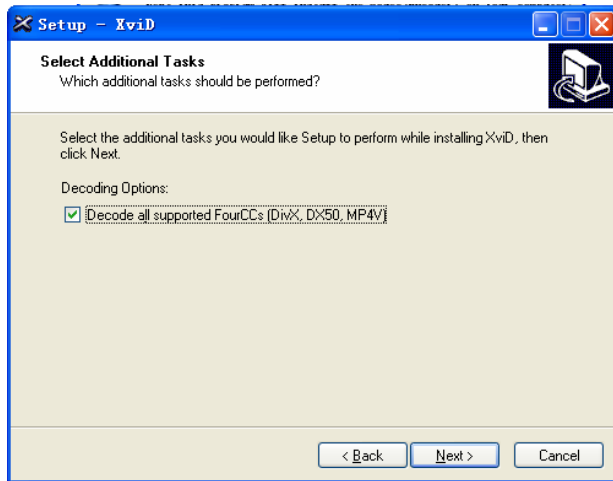 Setup - XviD
Select Additional Tasks
Which additional tasks should be performed?
Select the additional tasks you would like Setup to perform while installing XviD, then
click Next.
Decoding Options:
Decode all supported FourCCs (DivX, DX50, MP4V)
< Back
Next >
Cancel